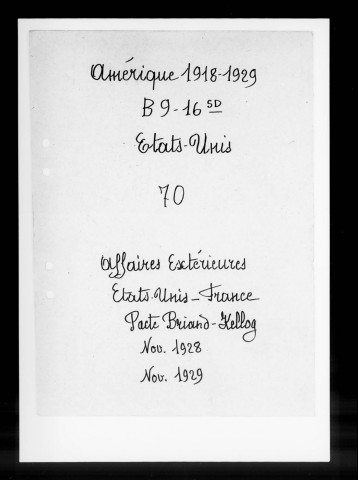 Amérique 1918-1929
B 9-16 SD
Etats-Unis
70
Affaires Extérieures
Etats-Unis - France
Pacte Briand-Kellog
Nov. 1928
Nov. 1929